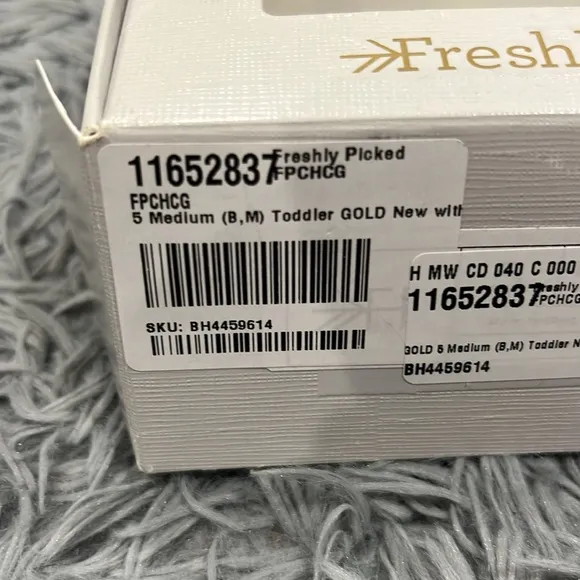 Fresh
11652837 Freshly Picked
FPCHCG
FPCHCG
5 Medium (B,M) Toddler GOLD New with
SKU: BH4459614
H MW CD 040 C 000
11652837 Freshly
FPCHCG
GOLD 5 Medium (B,M) Toddler N
BH4459614